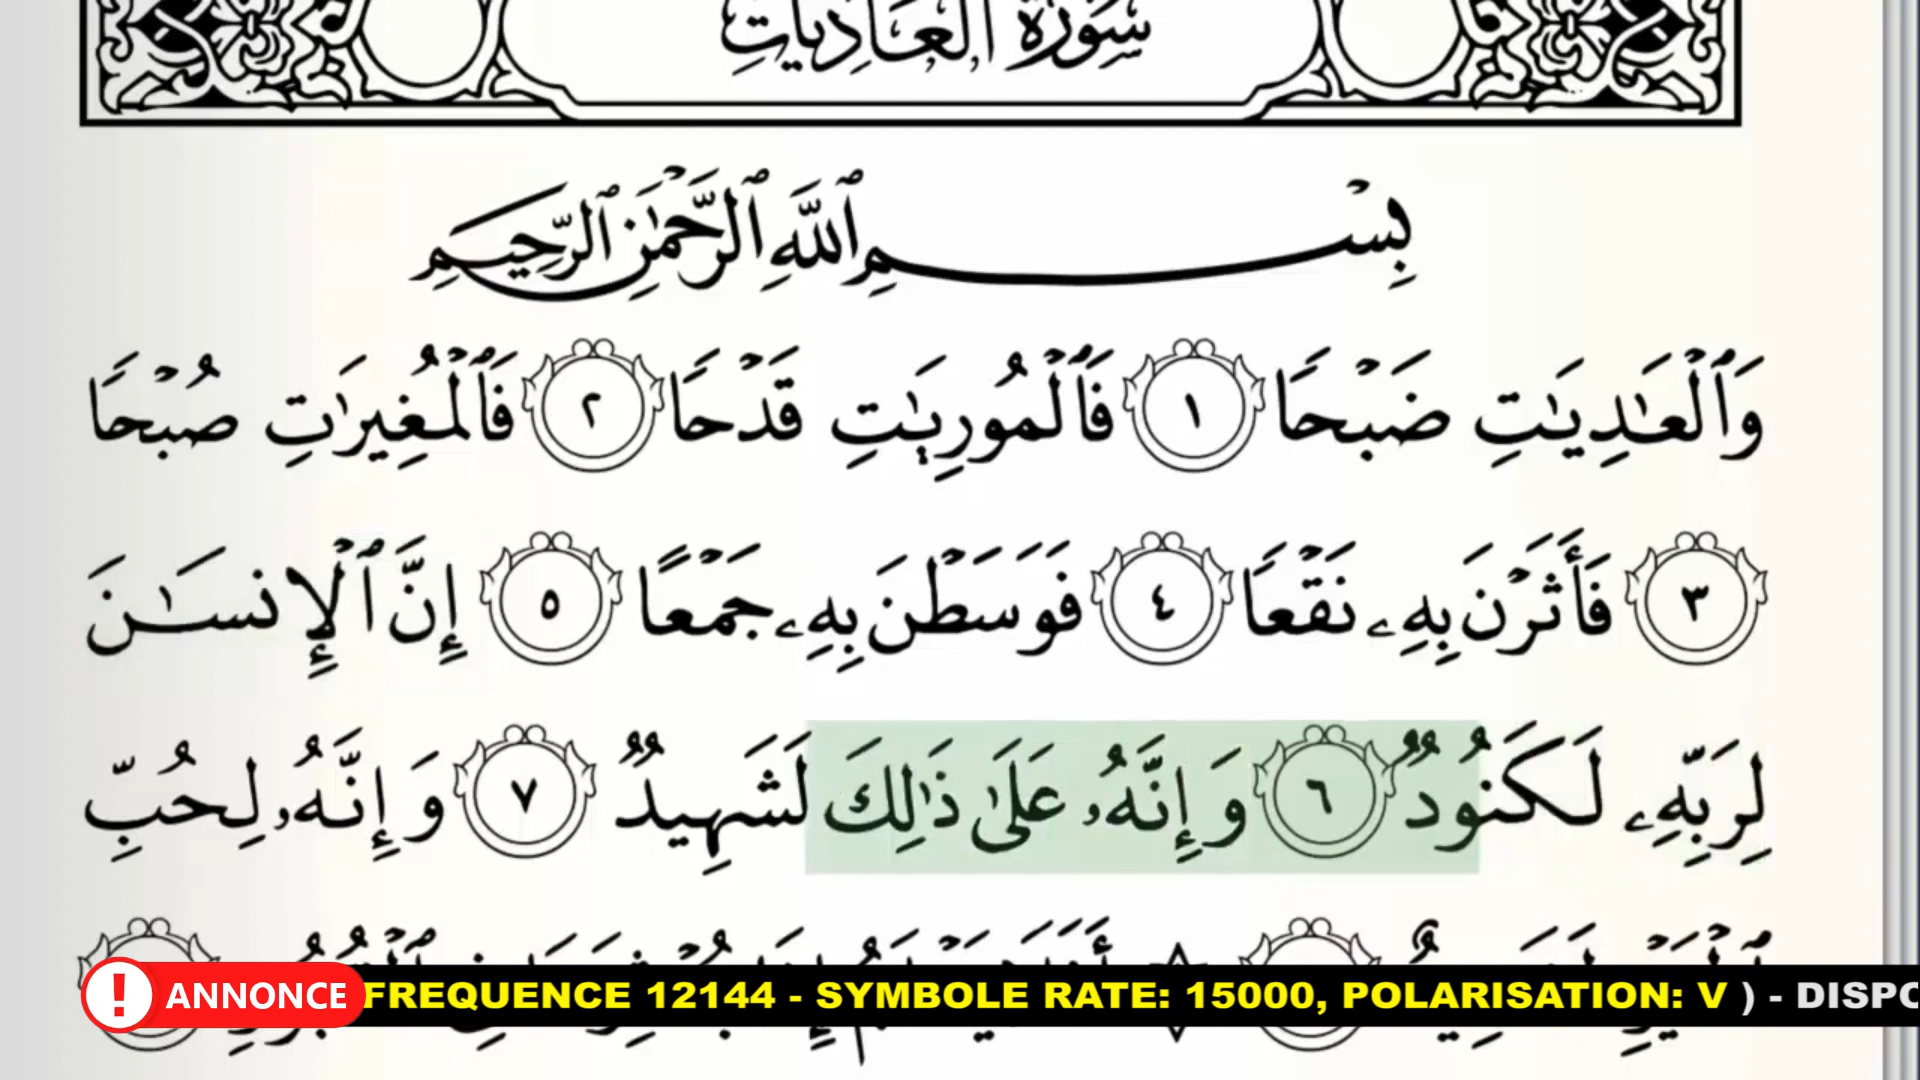 سُورَةُ العَادِيَاتِ
بِسْمِ ٱللَّهِ ٱلرَّحْمَٰنِ ٱلرَّحِيمِ
وَٱلْعَٰدِيَٰتِ ضَبْحًا ١ فَٱلْمُورِيَٰتِ قَدْحًا ٢ فَٱلْمُغِيرَٰتِ صُبْحًا
٣ فَأَثَرْنَ بِهِۦ نَقْعًا ٤ فَوَسَطْنَ بِهِۦ جَمْعًا ٥ إِنَّ ٱلْإِنسَٰنَ
لِرَبِّهِۦ لَكَنُودٌ ٦ وَإِنَّهُۥ عَلَىٰ ذَٰلِكَ لَشَهِيدٌ ٧ وَإِنَّهُۥ لِحُبِّ
ANNONCE FREQUENCE 12144 - SYMBOLE RATE: 15000, POLARISATION: V ) - DISPO